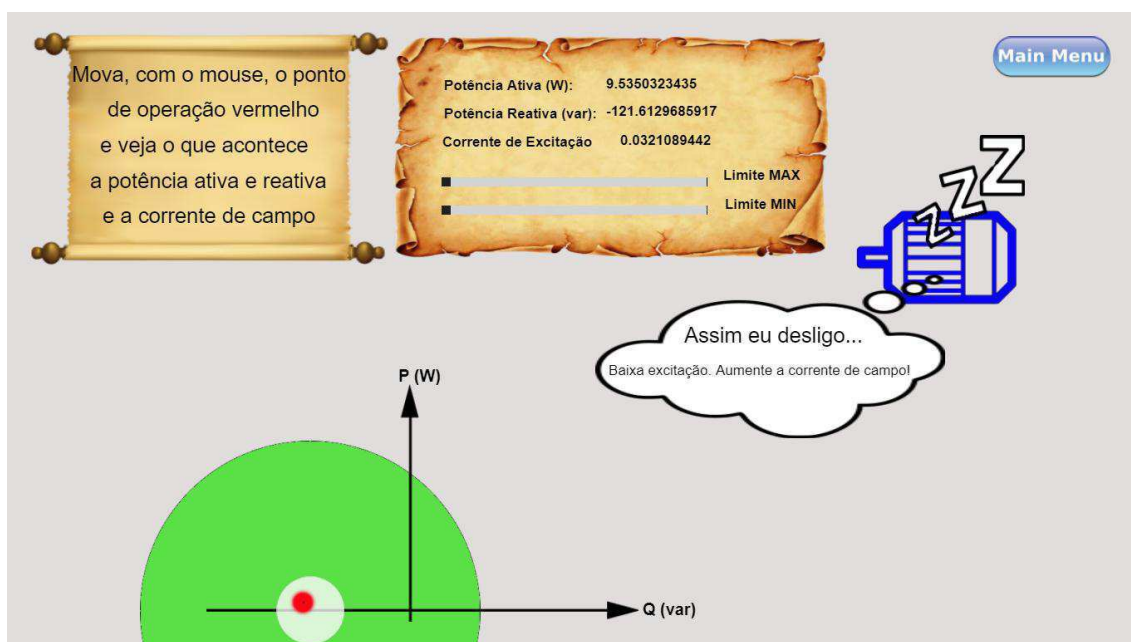 Mova, com o mouse, o ponto
de operação vermelho
e veja o que acontece
a potência ativa e reativa
e a corrente de campo
Potência Ativa (W): 9.5350323435
Potência Reativa (var): -121.6129685917
Corrente de Excitação 0.0321089442
Limite MAX
Limite MIN
Main Menu
Z
Z
Z
Assim eu desligo...
Baixa excitação. Aumente a corrente de campo!
P (W)
Q (var)